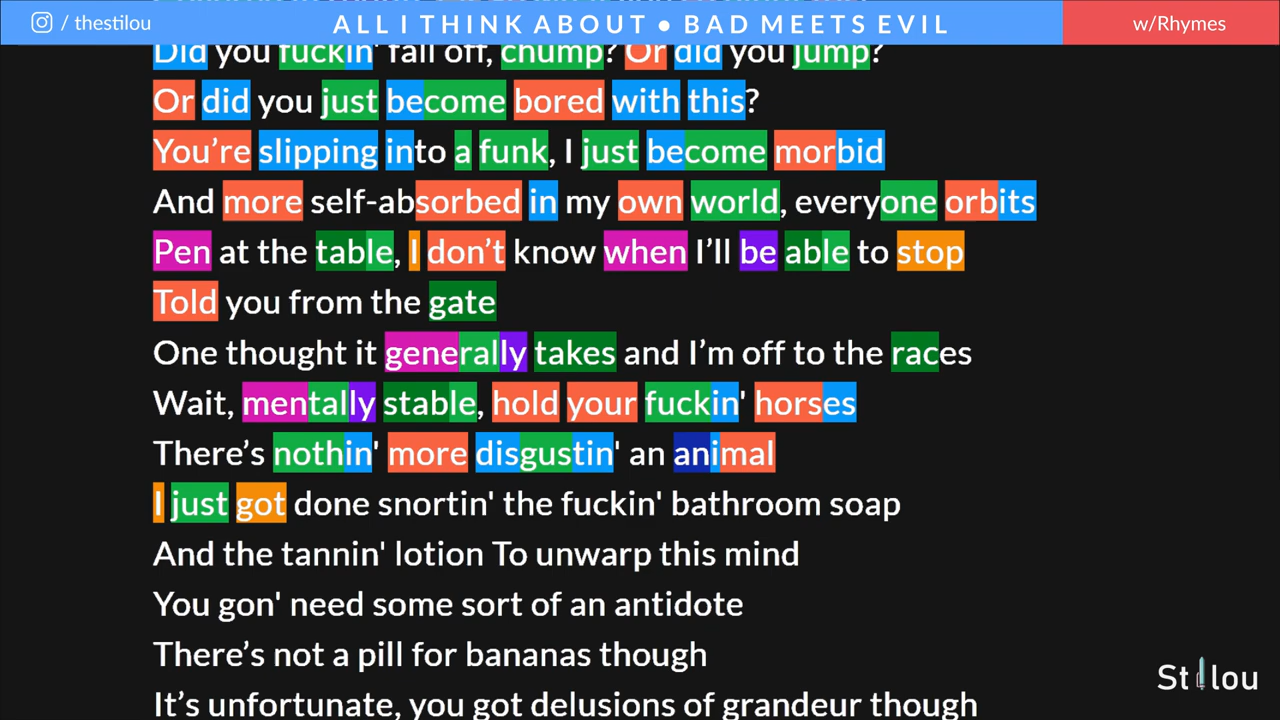 / thestilou
ALL I THINK ABOUT ● BAD MEETS EVIL
w/Rhymes
Did you fuckin' fall off, chump? Or did you jump?
Or did you just become bored with this?
You’re slipping into a funk, I just become morbid
And more self-absorbed in my own world, everyone orbits
Pen at the table, I don’t know when I’ll be able to stop
Told you from the gate
One thought it generally takes and I’m off to the races
Wait, mentally stable, hold your fuckin' horses
There’s nothin' more disgustin' an animal
I just got done snortin' the fuckin' bathroom soap
And the tannin' lotion To unwarp this mind
You gon' need some sort of an antidote
There’s not a pill for bananas though
It’s unfortunate, you got delusions of grandeur though
Stilou